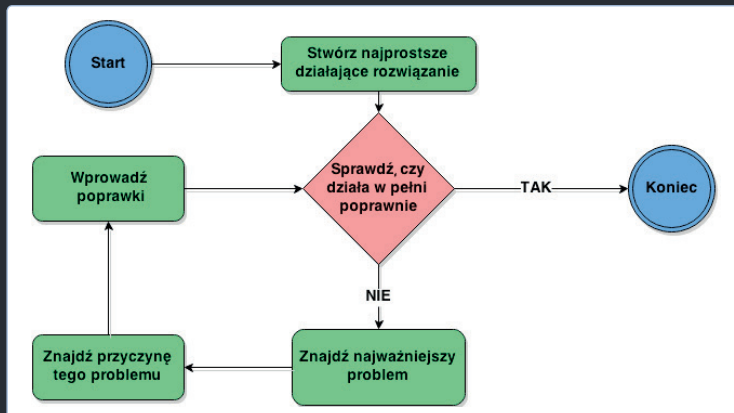 Start
Stwórz najprostsze
działające rozwiązanie
Sprawdź, czy
działa w pełni
poprawnie
TAK
Koniec
NIE
Znajdź najważniejszy
problem
Znajdź przyczynę
tego problemu
Wprowadź
poprawki